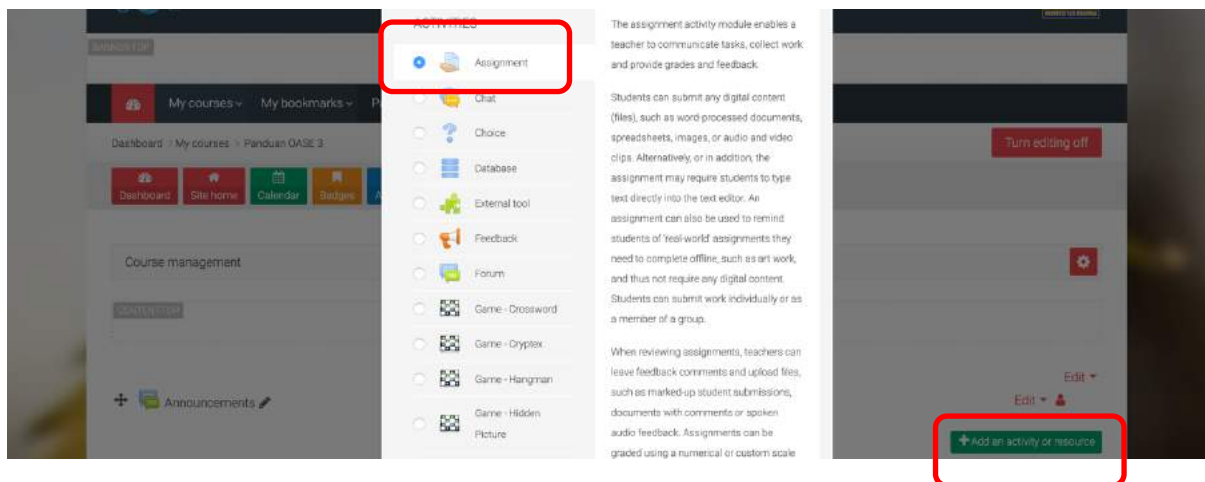 ACTIVITIES
Assignment
Chat
Choice
Database
External tool
Feedback
Forum
Game - Crossword
Game - Cryptex
Game - Hangman
Game - Hidden
Picture
The assignment activity module enables a
teacher to communicate tasks, collect work
and provide grades and feedback.
Students can submit any digital content
(files), such as word-processed documents,
spreadsheets, images, or audio and video
clips. Alternatively, or in addition, the
assignment may require students to type
text directly into the text editor. An
assignment can also be used to remind
students of 'real-world' assignments they
need to complete offline, such as art work,
and thus not require any digital content.
Students can submit work individually or as
a member of a group.
When reviewing assignments, teachers can
leave feedback comments and upload files,
such as marked-up student submissions,
documents with comments or spoken
audio feedback. Assignments can be
graded using a numerical or custom scale
BANNER TOP
My courses
My bookmarks
Dashboard > My courses > Panduan OASE 3
Turn editing off
Dashboard
Site home
Calendar
Badges
Course management
CONTENT TOP
Edit
Announcements
Edit
Add an activity or resource